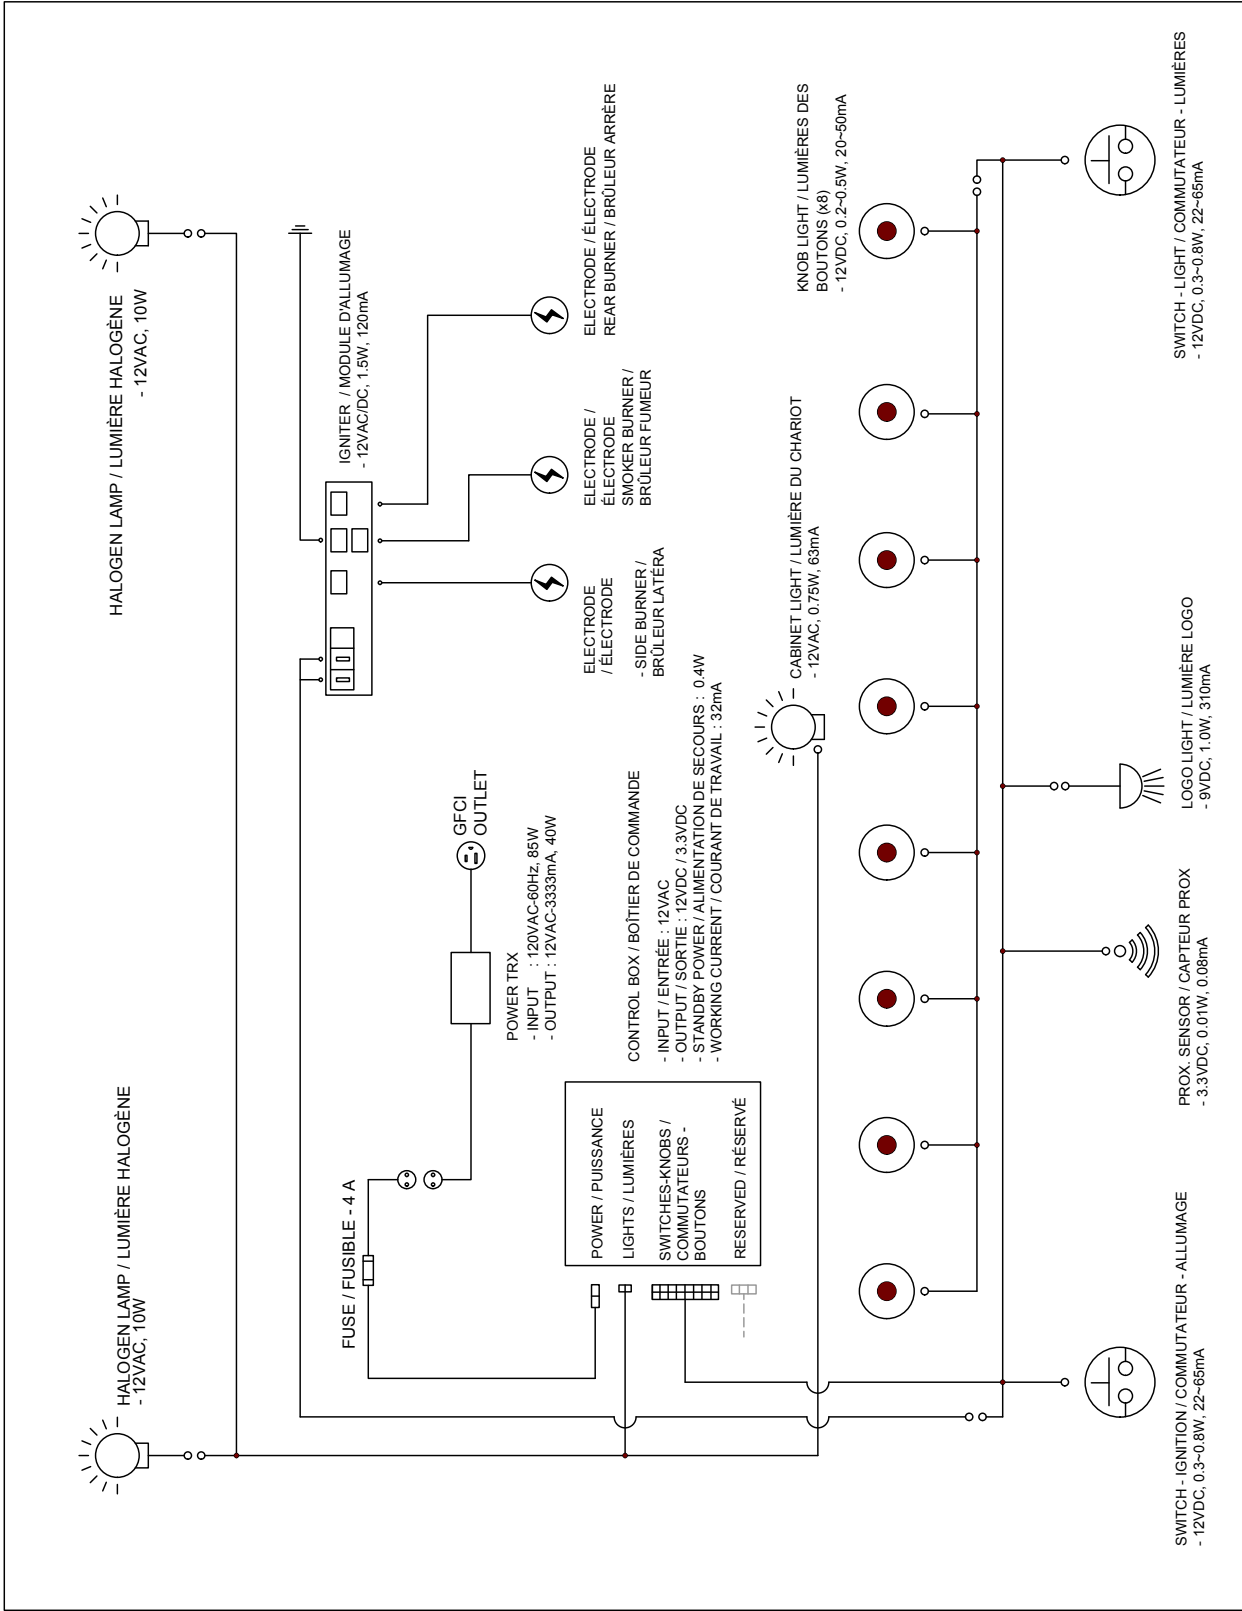 HALOGEN LAMP / LUMIÈRE HALOGÈNE
- 12VAC, 10W
HALOGEN LAMP / LUMIÈRE HALOGÈNE
- 12VAC, 10W
FUSE / FUSIBLE - 4 A
IGNITER / MODULE D'ALLUMAGE
- 12VAC/DC, 1.5W, 120mA
GFCI
OUTLET
POWER TRX
- INPUT : 120VAC-60Hz, 85W
- OUTPUT : 12VAC-3333mA, 40W
ELECTRODE
/ ÉLECTRODE
- SIDE BURNER /
BRÛLEUR LATÉRA
ELECTRODE /
ÉLECTRODE
SMOKER BURNER /
BRÛLEUR FUMEUR
ELECTRODE / ÉLECTRODE
REAR BURNER / BRÛLEUR ARRÈRE
POWER / PUISSANCE
LIGHTS / LUMIÈRES
SWITCHES-KNOBS /
COMMUTATEURS -
BOUTONS
RESERVED / RÉSERVÉ
CONTROL BOX / BOÎTIER DE COMMANDE
- INPUT / ENTRÉE : 12VAC
- OUTPUT / SORTIE : 12VDC / 3.3VDC
- STANDBY POWER / ALIMENTATION DE SECOURS : 0.4W
- WORKING CURRENT / COURANT DE TRAVAIL : 32mA
CABINET LIGHT / LUMIÈRE DU CHARIOT
- 12VAC, 0.75W, 63mA
KNOB LIGHT / LUMIÈRES DES
BOUTONS (x8)
- 12VDC, 0.2~0.5W, 20~50mA
SWITCH - IGNITION / COMMUTATEUR - ALLUMAGE
- 12VDC, 0.3~0.8W, 22~65mA
PROX. SENSOR / CAPTEUR PROX
- 3.3VDC, 0.01W, 0.08mA
LOGO LIGHT / LUMIÈRE LOGO
- 9VDC, 1.0W, 310mA
SWITCH - LIGHT / COMMUTATEUR - LUMIÈRES
- 12VDC, 0.3~0.8W, 22~65mA